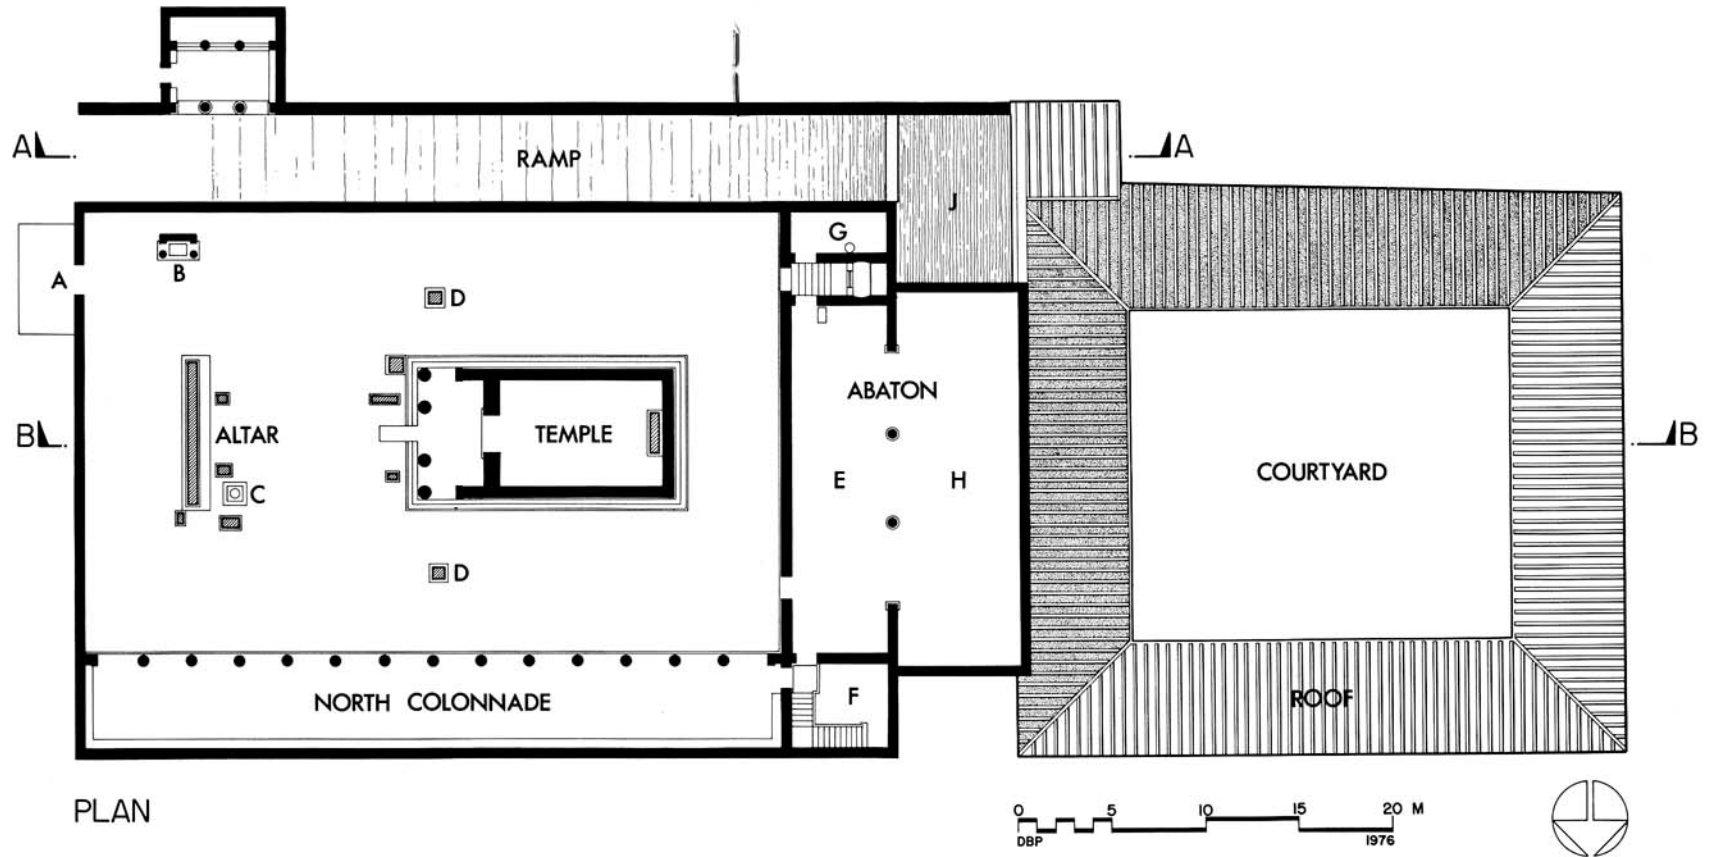 A
RAMP
A
J
G
A
B
D
ABATON
B
ALTAR
TEMPLE
B
COURTYARD
E
H
C
D
F
NORTH COLONNADE
ROOF
PLAN
0 5 10 15 20 M
DBP 1976